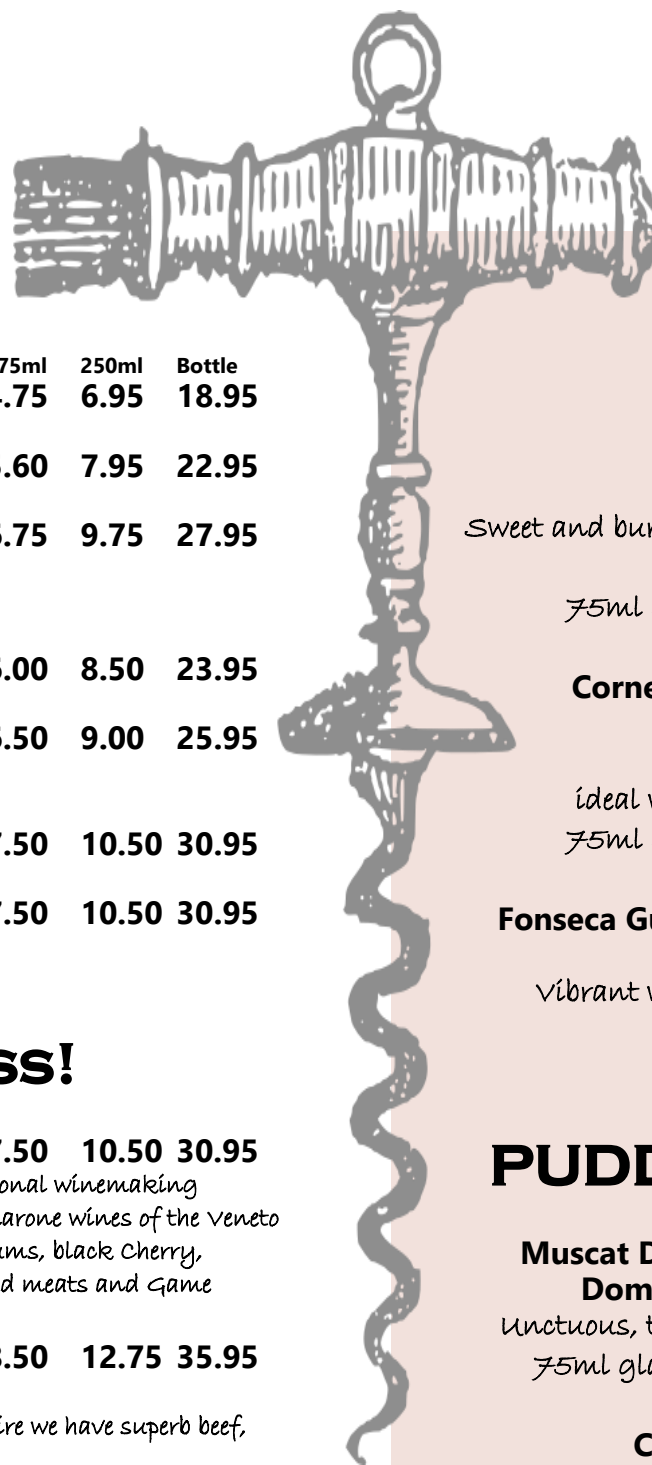 75ml 250ml Bottle
.75 6.95 18.95
.60 7.95 22.95
.75 9.75 27.95
.00 8.50 23.95
.50 9.00 25.95
.50 10.50 30.95
.50 10.50 30.95
ss!
.50 10.50 30.95
onal winemaking
arone wines of the Veneto
ums, black Cherry,
d meats and Game
.50 12.75 35.95
ire we have superb beef,
Sweet and bur
75ml
Corne
ideal
75ml
Fonseca Gu
Vibrant
PUDD
Muscat D
Dom
Unctuous, t
75ml gla
C